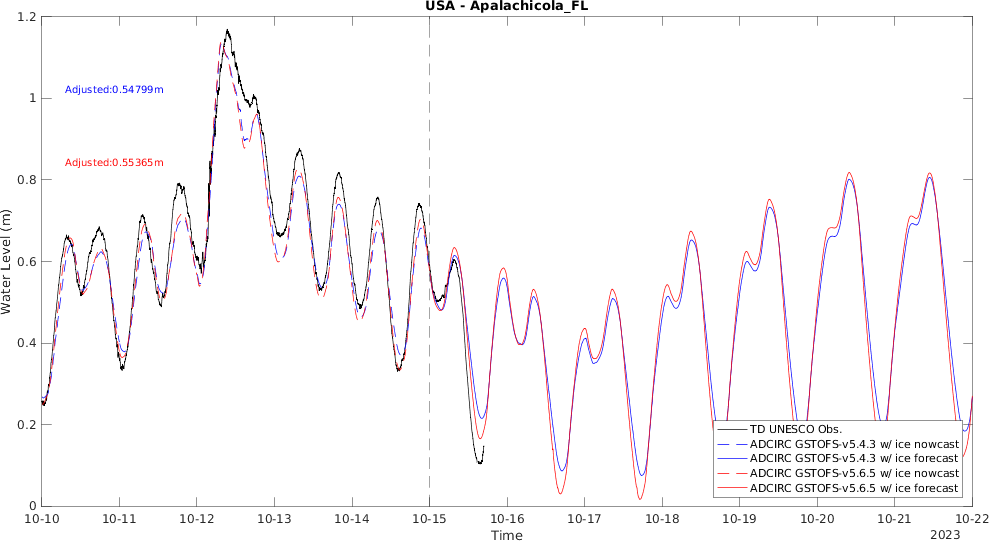 USA - Apalachicola_FL
1.2
1
0.8
0.6
0.4
0.2
0
Water Level (m)
Adjusted:0.54799m
Adjusted:0.55365m
TD UNESCO Obs.
ADCIRC GSTOFS-v5.4.3 w/ ice nowcast
ADCIRC GSTOFS-v5.4.3 w/ ice forecast
ADCIRC GSTOFS-v5.6.5 w/ ice nowcast
ADCIRC GSTOFS-v5.6.5 w/ ice forecast
10-10 10-11 10-12 10-13 10-14 10-15 10-16 10-17 10-18 10-19 10-20 10-21 10-22
Time
2023